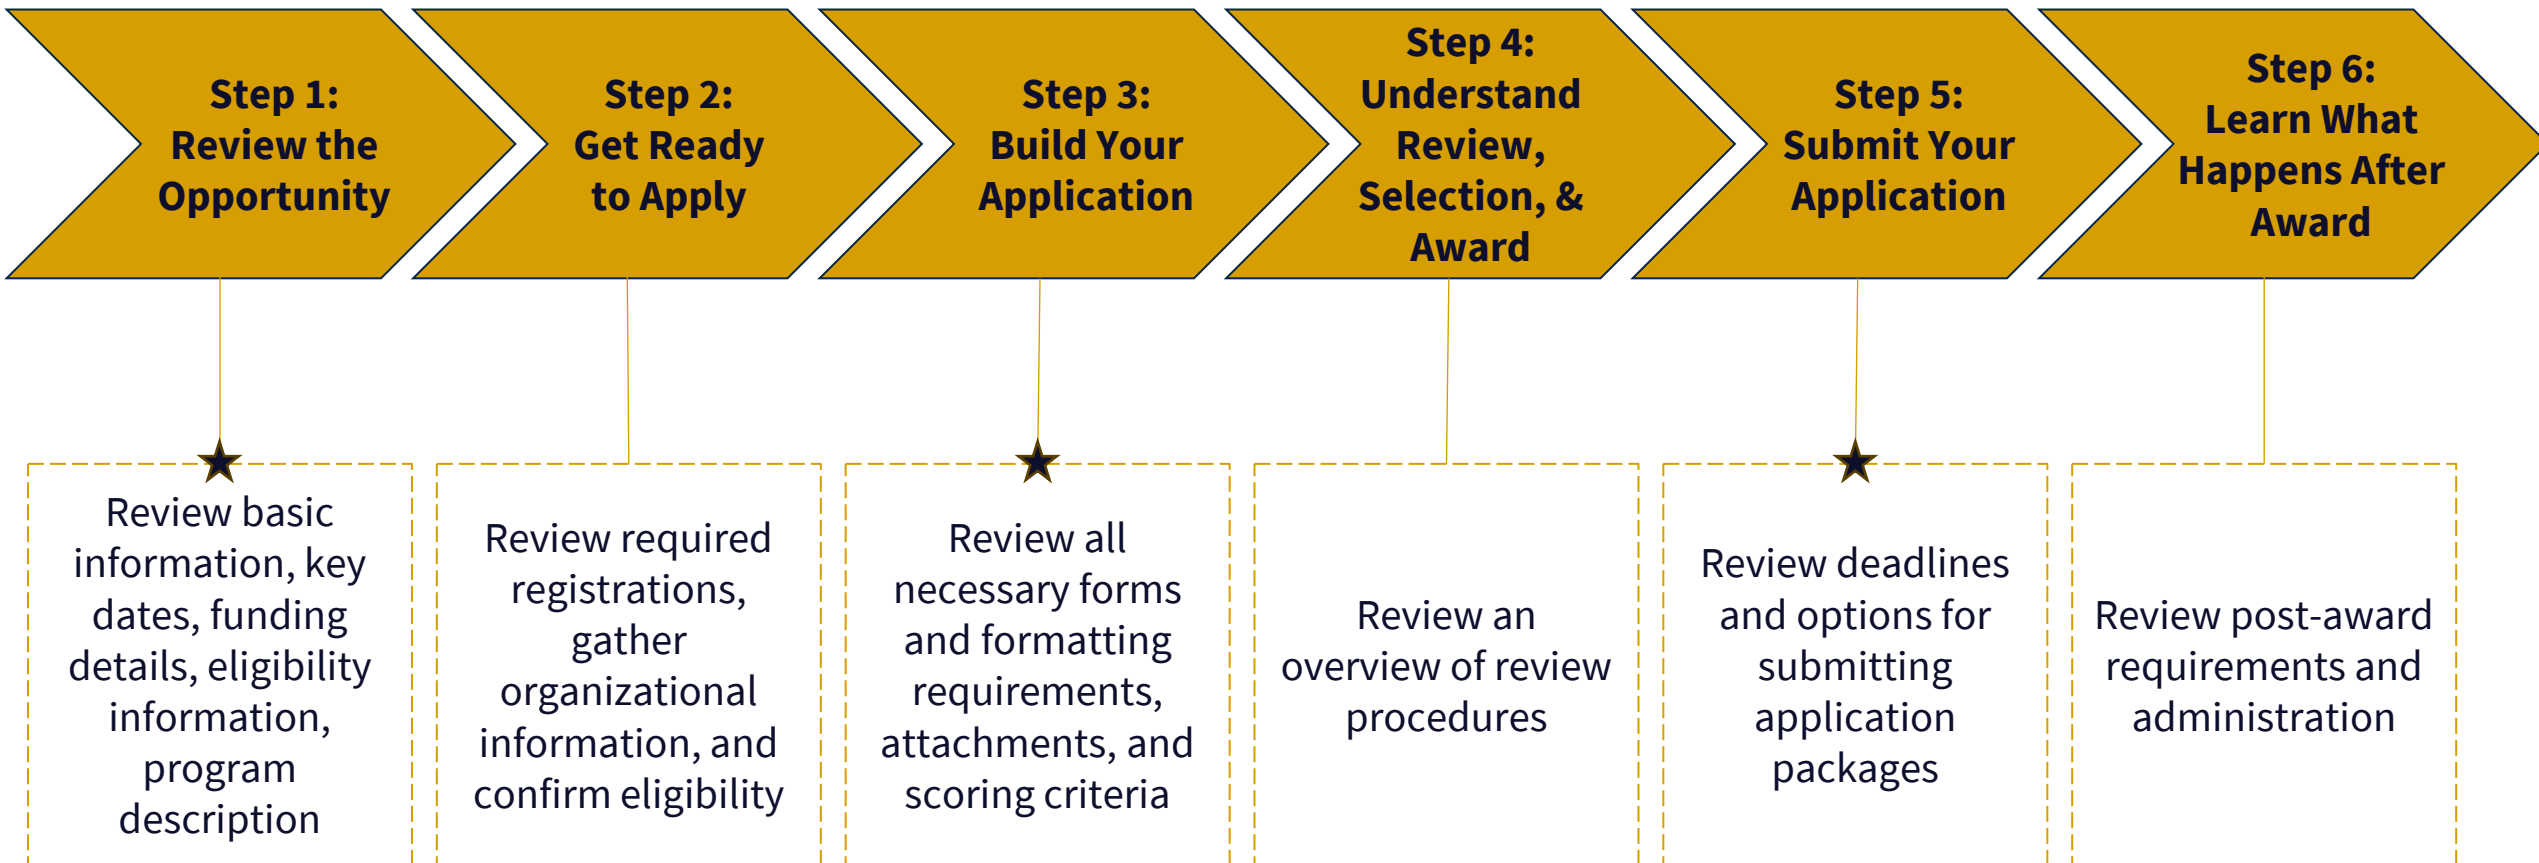 Step 1:
Review the
Opportunity
Step 2:
Get Ready
to Apply
Step 3:
Build Your
Application
Step 4:
Understand
Review,
Selection, &
Award
Step 5:
Submit Your
Application
Step 6:
Learn What
Happens After
Award
Review basic
information, key
dates, funding
details, eligibility
information,
program
description
Review required
registrations,
gather
organizational
information, and
confirm eligibility
Review all
necessary forms
and formatting
requirements,
attachments, and
scoring criteria
Review an
overview of review
procedures
Review deadlines
and options for
submitting
application
packages
Review post-award
requirements and
administration